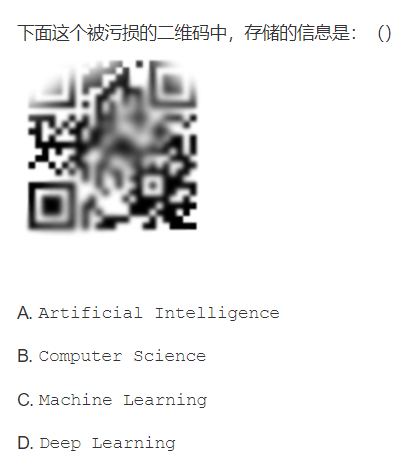 下面这个被污损的二维码中，存储的信息是：（）
A. Artificial Intelligence
B. Computer Science
C. Machine Learning
D. Deep Learning